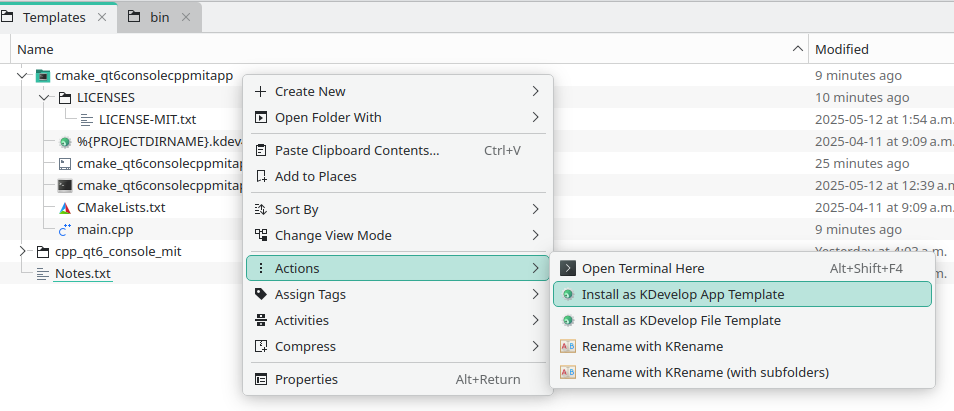 Templates
bin
Name
Modified
cmake_qt6consolecppmitapp
9 minutes ago
LICENSES
10 minutes ago
LICENSE-MIT.txt
2025-05-12 at 1:54 a.m.
%{PROJECTDIRNAME}.kdev
2025-04-11 at 9:09 a.m.
cmake_qt6consolecppmitap
25 minutes ago
cmake_qt6consolecppmitap
2025-05-12 at 12:39 a.m
CMakeLists.txt
2025-04-11 at 9:09 a.m.
main.cpp
9 minutes ago
cpp_qt6_console_mit
Yesterday at 4:03 a.m.
Notes.txt
m.
Create New
Open Folder With
Paste Clipboard Contents... Ctrl+V
Add to Places
Sort By
Change View Mode
Actions
Assign Tags
Activities
Compress
Properties Alt+Return
Open Terminal Here Alt+Shift+F4
Install as KDevelop App Template
Install as KDevelop File Template
Rename with KRename
Rename with KRename (with subfolders)